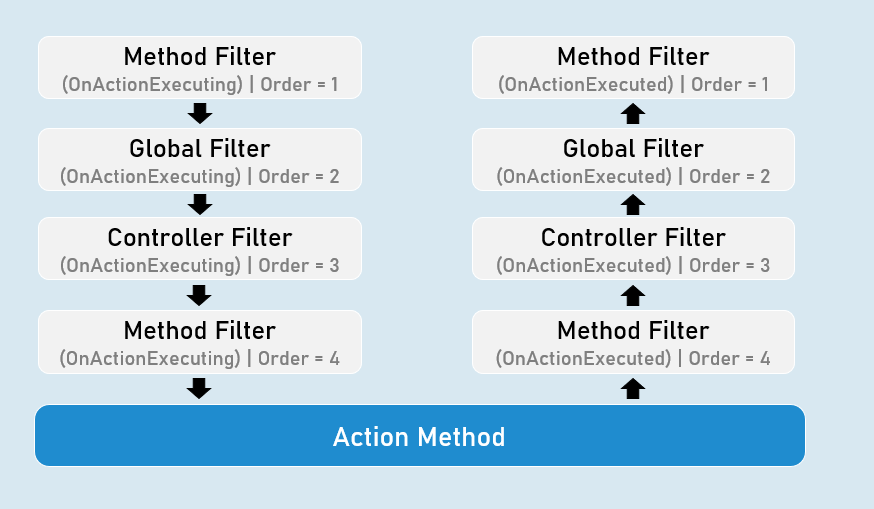 Method Filter
(OnActionExecuting) | Order = 1
Global Filter
(OnActionExecuting) | Order = 2
Controller Filter
(OnActionExecuting) | Order = 3
Method Filter
(OnActionExecuting) | Order = 4
Method Filter
(OnActionExecuted) | Order = 1
Global Filter
(OnActionExecuted) | Order = 2
Controller Filter
(OnActionExecuted) | Order = 3
Method Filter
(OnActionExecuted) | Order = 4
Action Method